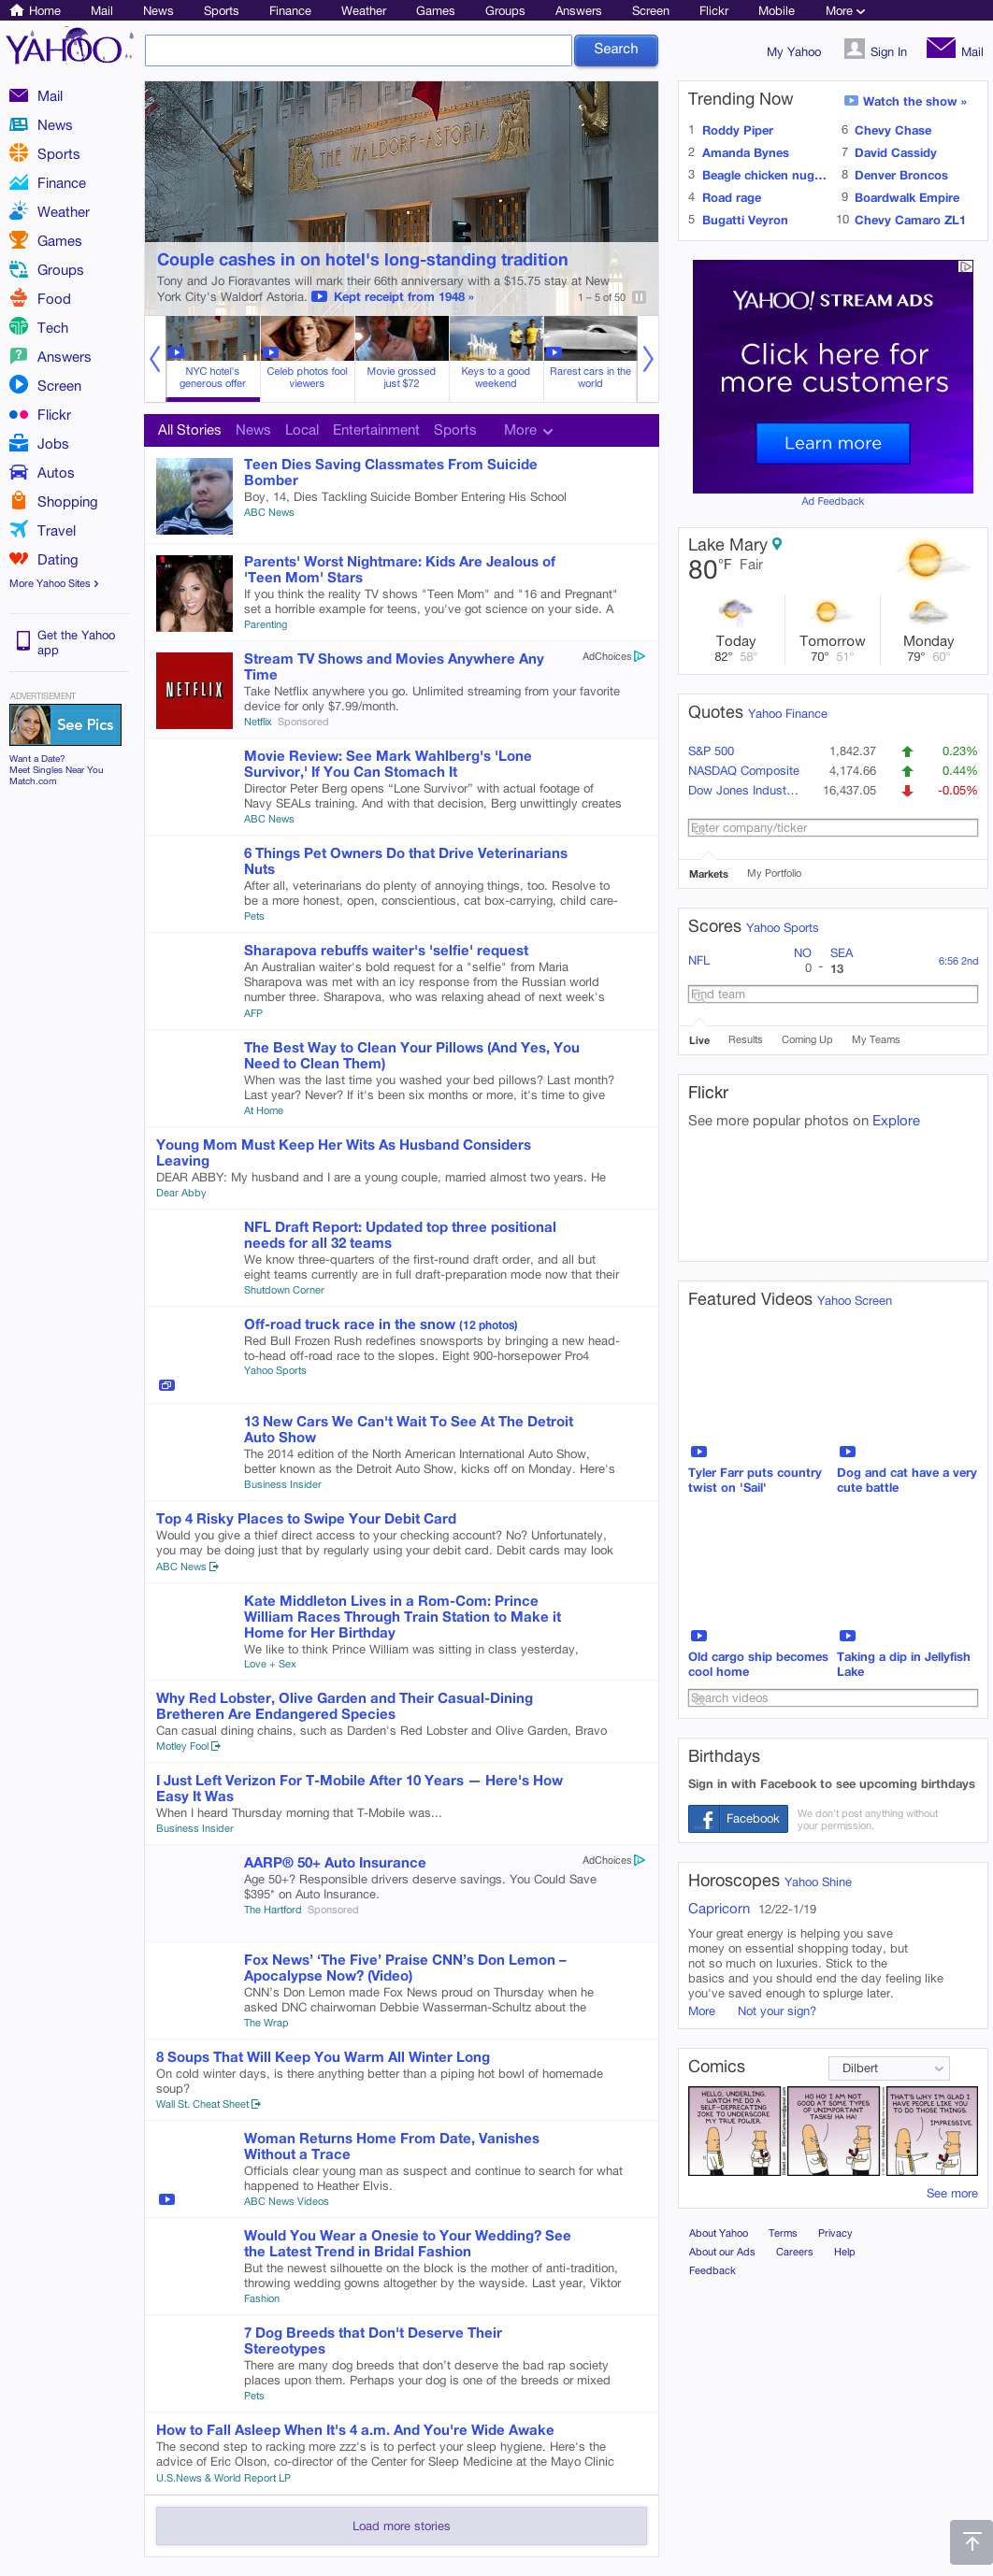 Home Mail News Sports Finance Weather Games Groups Answers Screen Flickr Mobile More
YAHOO!
Search
My Yahoo Sign In Mail
Mail
News
Sports
Finance
Weather
Games
Groups
Food
Tech
Answers
Screen
Flickr
Jobs
Autos
Shopping
Travel
Dating
More Yahoo Sites >
Get the Yahoo
app
ADVERTISEMENT
See Pics
Want a Date?
Meet Singles Near You
Match.com
THE WALDORF-ASTORIA
Couple cashes in on hotel's long-standing tradition
Tony and Jo Fioravantes will mark their 66th anniversary with a $15.75 stay at New
York City's Waldorf Astoria. Kept receipt from 1948 »
1 – 5 of 50
NYC hotel's
generous offer
Celeb photos fool
viewers
Movie grossed
just $72
Keys to a good
weekend
Rarest cars in the
world
All Stories News Local Entertainment Sports More
Teen Dies Saving Classmates From Suicide
Bomber
Boy, 14, Dies Tackling Suicide Bomber Entering His School
ABC News
Parents' Worst Nightmare: Kids Are Jealous of
'Teen Mom' Stars
If you think the reality TV shows "Teen Mom" and "16 and Pregnant"
set a horrible example for teens, you've got science on your side. A
Parenting
NETFLIX
Stream TV Shows and Movies Anywhere Any
Time
AdChoices
Take Netflix anywhere you go. Unlimited streaming from your favorite
device for only $7.99/month.
Netflix Sponsored
Movie Review: See Mark Wahlberg's 'Lone
Survivor,' If You Can Stomach It
Director Peter Berg opens “Lone Survivor” with actual footage of
Navy SEALs training. And with that decision, Berg unwittingly creates
ABC News
6 Things Pet Owners Do that Drive Veterinarians
Nuts
After all, veterinarians do plenty of annoying things, too. Resolve to
be a more honest, open, conscientious, cat box-carrying, child care-
Pets
Sharapova rebuffs waiter's 'selfie' request
An Australian waiter's bold request for a "selfie" from Maria
Sharapova was met with an icy response from the Russian world
number three. Sharapova, who was relaxing ahead of next week's
AFP
The Best Way to Clean Your Pillows (And Yes, You
Need to Clean Them)
When was the last time you washed your bed pillows? Last month?
Last year? Never? If it's been six months or more, it's time to give
At Home
Young Mom Must Keep Her Wits As Husband Considers
Leaving
DEAR ABBY: My husband and I are a young couple, married almost two years. He
Dear Abby
NFL Draft Report: Updated top three positional
needs for all 32 teams
We know three-quarters of the first-round draft order, and all but
eight teams currently are in full draft-preparation mode now that their
Shutdown Corner
Off-road truck race in the snow (12 photos)
Red Bull Frozen Rush redefines snowsports by bringing a new head-
to-head off-road race to the slopes. Eight 900-horsepower Pro4
Yahoo Sports
13 New Cars We Can't Wait To See At The Detroit
Auto Show
The 2014 edition of the North American International Auto Show,
better known as the Detroit Auto Show, kicks off on Monday. Here's
Business Insider
Top 4 Risky Places to Swipe Your Debit Card
Would you give a thief direct access to your checking account? No? Unfortunately,
you may be doing just that by regularly using your debit card. Debit cards may look
ABC News
Kate Middleton Lives in a Rom-Com: Prince
William Races Through Train Station to Make it
Home for Her Birthday
We like to think Prince William was sitting in class yesterday,
Love + Sex
Why Red Lobster, Olive Garden and Their Casual-Dining
Bretheren Are Endangered Species
Can casual dining chains, such as Darden's Red Lobster and Olive Garden, Bravo
Motley Fool
I Just Left Verizon For T-Mobile After 10 Years — Here's How
Easy It Was
When I heard Thursday morning that T-Mobile was...
Business Insider
AARP® 50+ Auto Insurance
AdChoices
Age 50+? Responsible drivers deserve savings. You Could Save
$395* on Auto Insurance.
The Hartford Sponsored
Fox News’ ‘The Five’ Praise CNN’s Don Lemon –
Apocalypse Now? (Video)
CNN’s Don Lemon made Fox News proud on Thursday when he
asked DNC chairwoman Debbie Wasserman-Schultz about the
The Wrap
8 Soups That Will Keep You Warm All Winter Long
On cold winter days, is there anything better than a piping hot bowl of homemade
soup?
Wall St. Cheat Sheet
Woman Returns Home From Date, Vanishes
Without a Trace
Officials clear young man as suspect and continue to search for what
happened to Heather Elvis.
ABC News Videos
Would You Wear a Onesie to Your Wedding? See
the Latest Trend in Bridal Fashion
But the newest silhouette on the block is the mother of anti-tradition,
throwing wedding gowns altogether by the wayside. Last year, Viktor
Fashion
7 Dog Breeds that Don't Deserve Their
Stereotypes
There are many dog breeds that don’t deserve the bad rap society
places upon them. Perhaps your dog is one of the breeds or mixed
Pets
How to Fall Asleep When It's 4 a.m. And You're Wide Awake
The second step to racking more zzz's is to perfect your sleep hygiene. Here's the
advice of Eric Olson, co-director of the Center for Sleep Medicine at the Mayo Clinic
U.S.News & World Report LP
Load more stories
Trending Now Watch the show »
1 Roddy Piper
2 Amanda Bynes
3 Beagle chicken nug...
4 Road rage
5 Bugatti Veyron
6 Chevy Chase
7 David Cassidy
8 Denver Broncos
9 Boardwalk Empire
10 Chevy Camaro ZL1
YAHOO! STREAM ADS
Click here for
more customers
Learn more
Ad Feedback
Lake Mary
80°F Fair
Today
82° 58°
Tomorrow
70° 51°
Monday
79° 60°
Quotes Yahoo Finance
S&P 500 1,842.37 0.23%
NASDAQ Composite 4,174.66 0.44%
Dow Jones Indust... 16,437.05 -0.05%
Enter company/ticker
Markets My Portfolio
Scores Yahoo Sports
NFL NO 0 - SEA 13 6:56 2nd
Find team
Live Results Coming Up My Teams
Flickr
See more popular photos on Explore
Featured Videos Yahoo Screen
Tyler Farr puts country
twist on 'Sail'
Dog and cat have a very
cute battle
Old cargo ship becomes
cool home
Taking a dip in Jellyfish
Lake
Search videos
Birthdays
Sign in with Facebook to see upcoming birthdays
f Facebook
We don't post anything without
your permission.
Horoscopes Yahoo Shine
Capricorn 12/22-1/19
Your great energy is helping you save
money on essential shopping today, but
not so much on luxuries. Stick to the
basics and you should end the day feeling like
you've saved enough to splurge later.
More Not your sign?
Comics Dilbert
HELLO, UNDERLING.
WATCH ME DO A
SELF-DEPRECATING
JOKE TO UNDERSCORE
MY TRUE POWER.
HO HO! I AM NOT
GOOD AT SOME TYPES
OF UNIMPORTANT
TASKS! HA HA!
THAT'S WHY I'M GLAD I
HAVE PEOPLE LIKE YOU
TO DO THOSE THINGS.
IMPRESSIVE.
See more
About Yahoo Terms Privacy
About our Ads Careers Help
Feedback